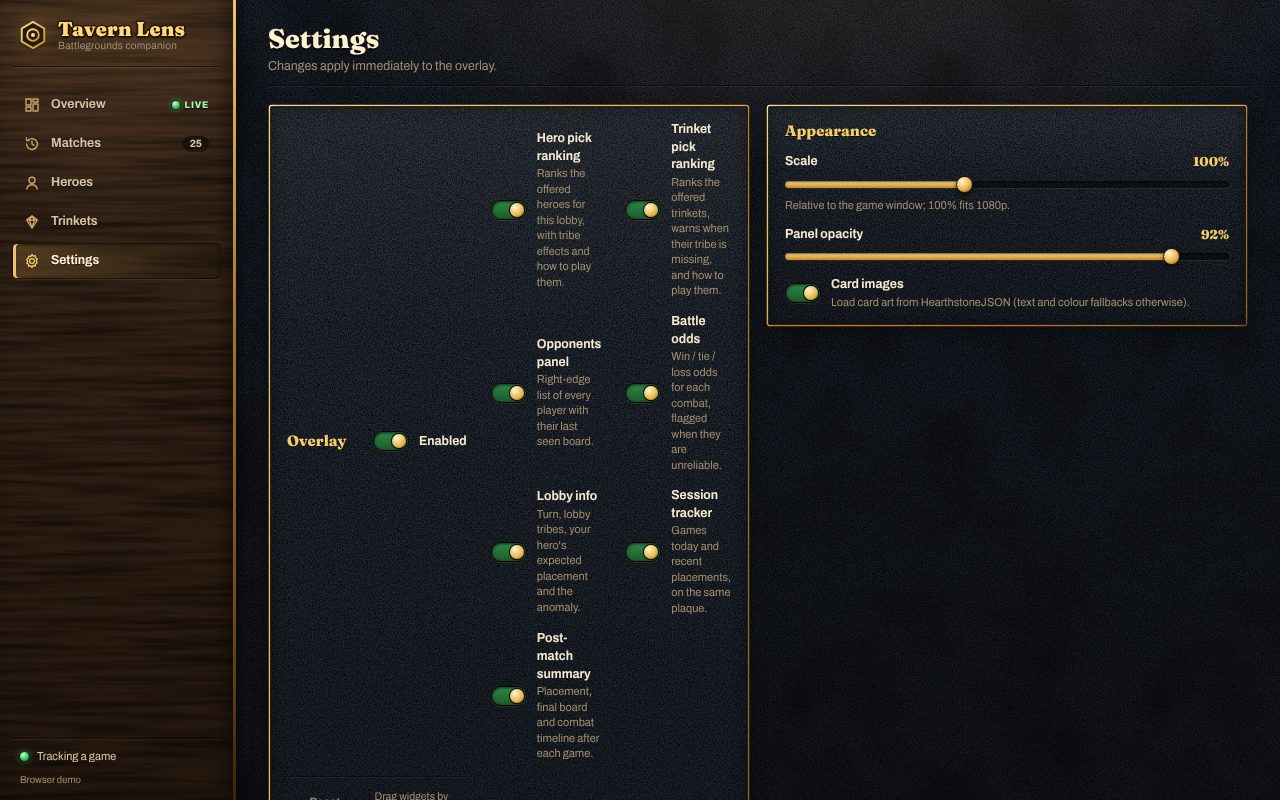 Tavern Lens
Battlegrounds companion
Overview
LIVE
Matches
25
Heroes
Trinkets
Settings
Tracking a game
Browser demo
Settings
Changes apply immediately to the overlay.
Overlay
Enabled
Hero pick
ranking
Ranks the
offered
heroes for
this lobby,
with tribe
effects and
how to play
them.
Trinket
pick
ranking
Ranks the
offered
trinkets,
warns when
their tribe is
missing,
and how to
play them.
Opponents
panel
Right-edge
list of every
player with
their last
seen board.
Battle
odds
Win / tie /
loss odds
for each
combat,
flagged
when they
are
unreliable.
Lobby info
Turn, lobby
tribes, your
hero's
expected
placement
and the
anomaly.
Session
tracker
Games
today and
recent
placements,
on the same
plaque.
Post-
match
summary
Placement,
final board
and combat
timeline after
each game.
Drag widgets by
Appearance
Scale
100%
Relative to the game window; 100% fits 1080p.
Panel opacity
92%
Card images
Load card art from HearthstoneJSON (text and colour fallbacks otherwise).